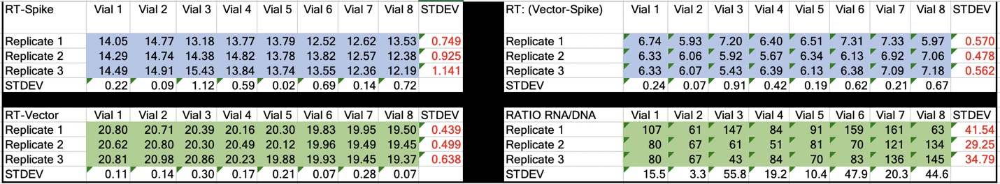 RT-Spike Vial 1 Vial 2 Vial 3 Vial 4 Vial 5 Vial 6 Vial 7 Vial 8 STDEV
Replicate 1 14.05 14.77 13.18 13.77 13.79 12.52 12.62 13.53 0.749
Replicate 2 14.29 14.74 14.38 14.82 13.78 13.82 12.57 12.38 0.925
Replicate 3 14.49 14.91 15.43 13.84 13.74 13.55 12.36 12.19 1.141
STDEV 0.22 0.09 1.12 0.59 0.02 0.69 0.14 0.72
RT: (Vector-Spike) Vial 1 Vial 2 Vial 3 Vial 4 Vial 5 Vial 6 Vial 7 Vial 8 STDEV
Replicate 1 6.74 5.93 7.20 6.40 6.51 7.31 7.33 5.97 0.570
Replicate 2 6.33 6.06 5.92 5.67 6.34 6.13 6.92 7.06 0.478
Replicate 3 6.33 6.07 5.43 6.39 6.13 6.38 7.09 7.18 0.562
STDEV 0.24 0.07 0.91 0.42 0.19 0.62 0.21 0.67
RT-Vector Vial 1 Vial 2 Vial 3 Vial 4 Vial 5 Vial 6 Vial 7 Vial 8 STDEV
Replicate 1 20.80 20.71 20.39 20.16 20.30 19.83 19.95 19.50 0.439
Replicate 2 20.62 20.80 20.30 20.49 20.12 19.96 19.49 19.45 0.499
Replicate 3 20.81 20.98 20.86 20.23 19.88 19.93 19.45 19.37 0.638
STDEV 0.11 0.14 0.30 0.17 0.21 0.07 0.28 0.07
RATIO RNA/DNA Vial 1 Vial 2 Vial 3 Vial 4 Vial 5 Vial 6 Vial 7 Vial 8 STDEV
Replicate 1 107 61 147 84 91 159 161 63 41.54
Replicate 2 80 67 61 51 81 70 121 134 29.25
Replicate 3 80 67 43 84 70 83 136 145 34.79
STDEV 15.5 3.3 55.8 19.2 10.4 47.9 20.3 44.6